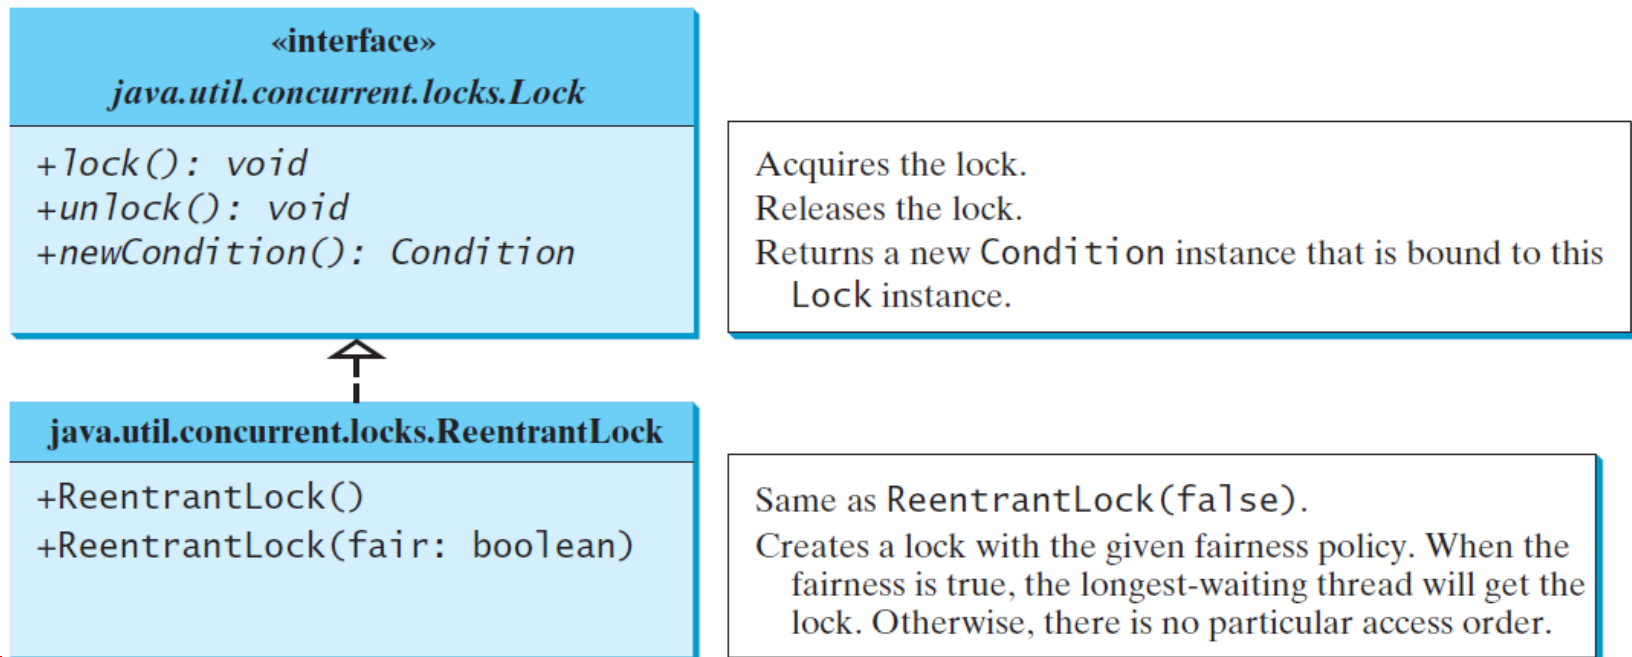 «interface»
java.util.concurrent.locks.Lock
+lock(): void
+unlock(): void
+newCondition(): Condition
Acquires the lock.
Releases the lock.
Returns a new Condition instance that is bound to this
Lock instance.
java.util.concurrent.locks.ReentrantLock
+ReentrantLock()
+ReentrantLock(fair: boolean)
Same as ReentrantLock(false).
Creates a lock with the given fairness policy. When the
fairness is true, the longest-waiting thread will get the
lock. Otherwise, there is no particular access order.